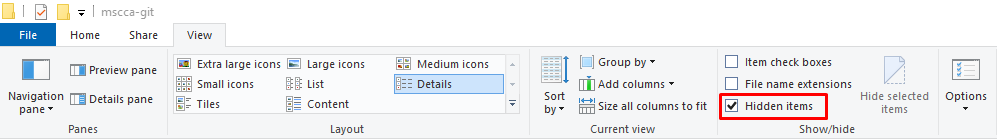 mscca-git
File Home Share View
Navigation pane
Preview pane
Details pane
Panes
Extra large icons Large icons Medium icons
Small icons List Details
Tiles Content
Layout
Sort by
Group by
Add columns
Size all columns to fit
Current view
Item check boxes
File name extensions
Hidden items
Hide selected items
Show/hide
Options